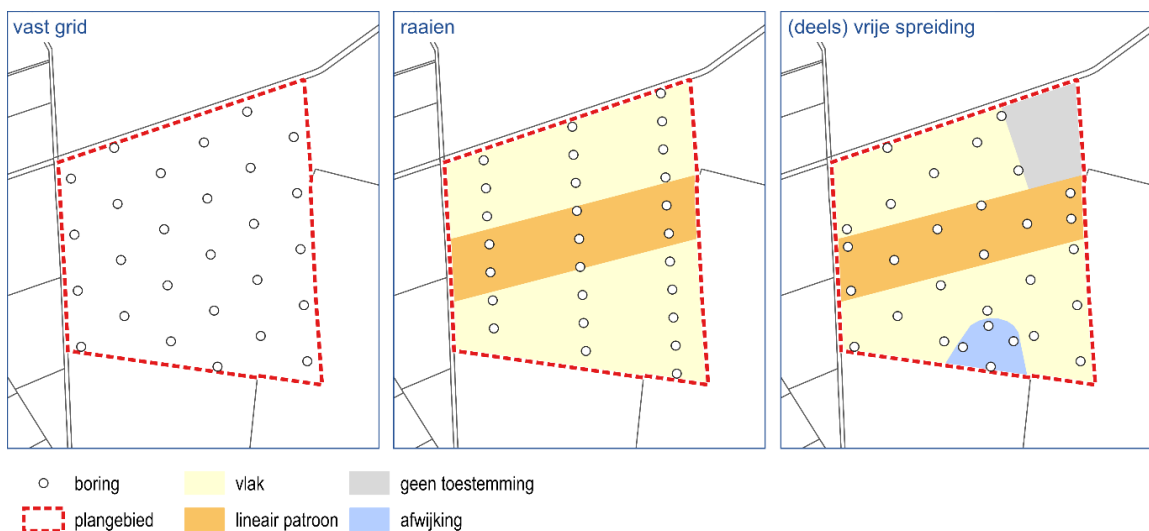 vast grid
raaien
(deels) vrije spreiding
boring
vlak
geen toestemming
plangebied
lineair patroon
afwijking